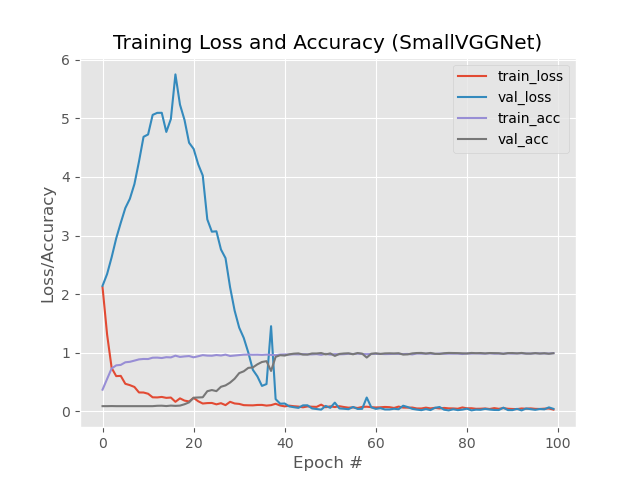 Training Loss and Accuracy (SmallVGGNet)
6
5
4
3
2
1
0
Loss/Accuracy
train_loss
val_loss
train_acc
val_acc
0
20
40
60
80
100
Epoch #